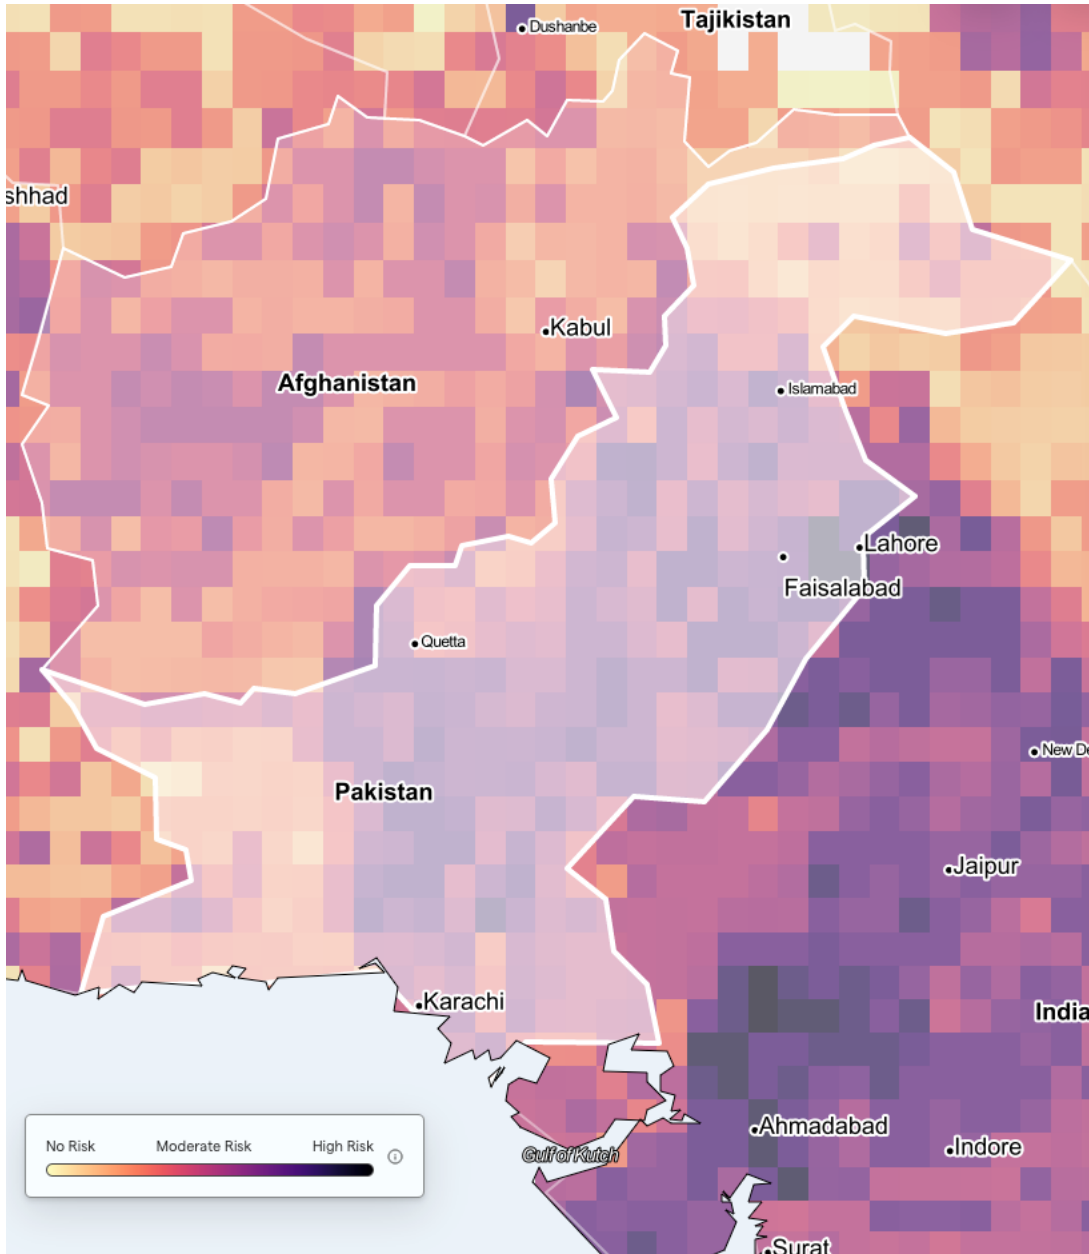 Tajikistan
Dushanbe
shhad
Kabul
Afghanistan
Islamabad
Lahore
Faisalabad
Quetta
New De
Pakistan
Jaipur
Karachi
India
Ahmadabad
Indore
Gulf of Kutch
No Risk Moderate Risk High Risk
Surat